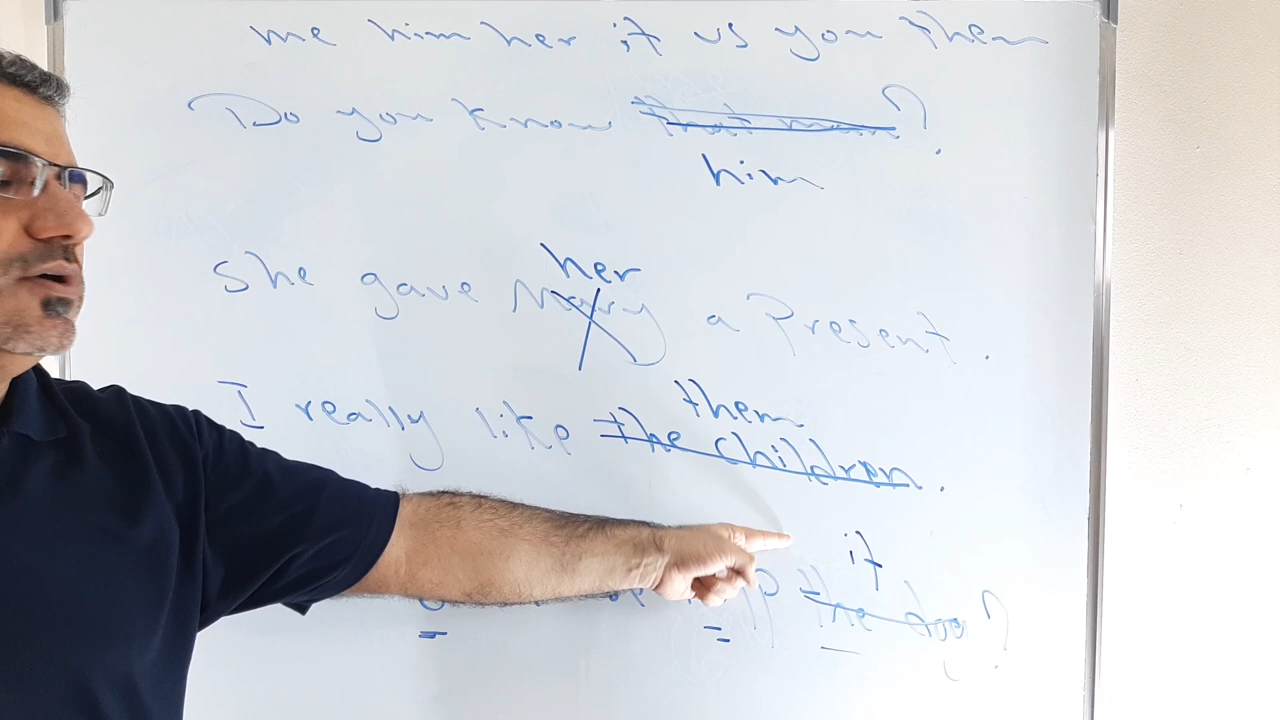 me him her it us you them
Do you know that man?
him
her
She gave Mary a Present.
them
I really like the children.
it
the dog?